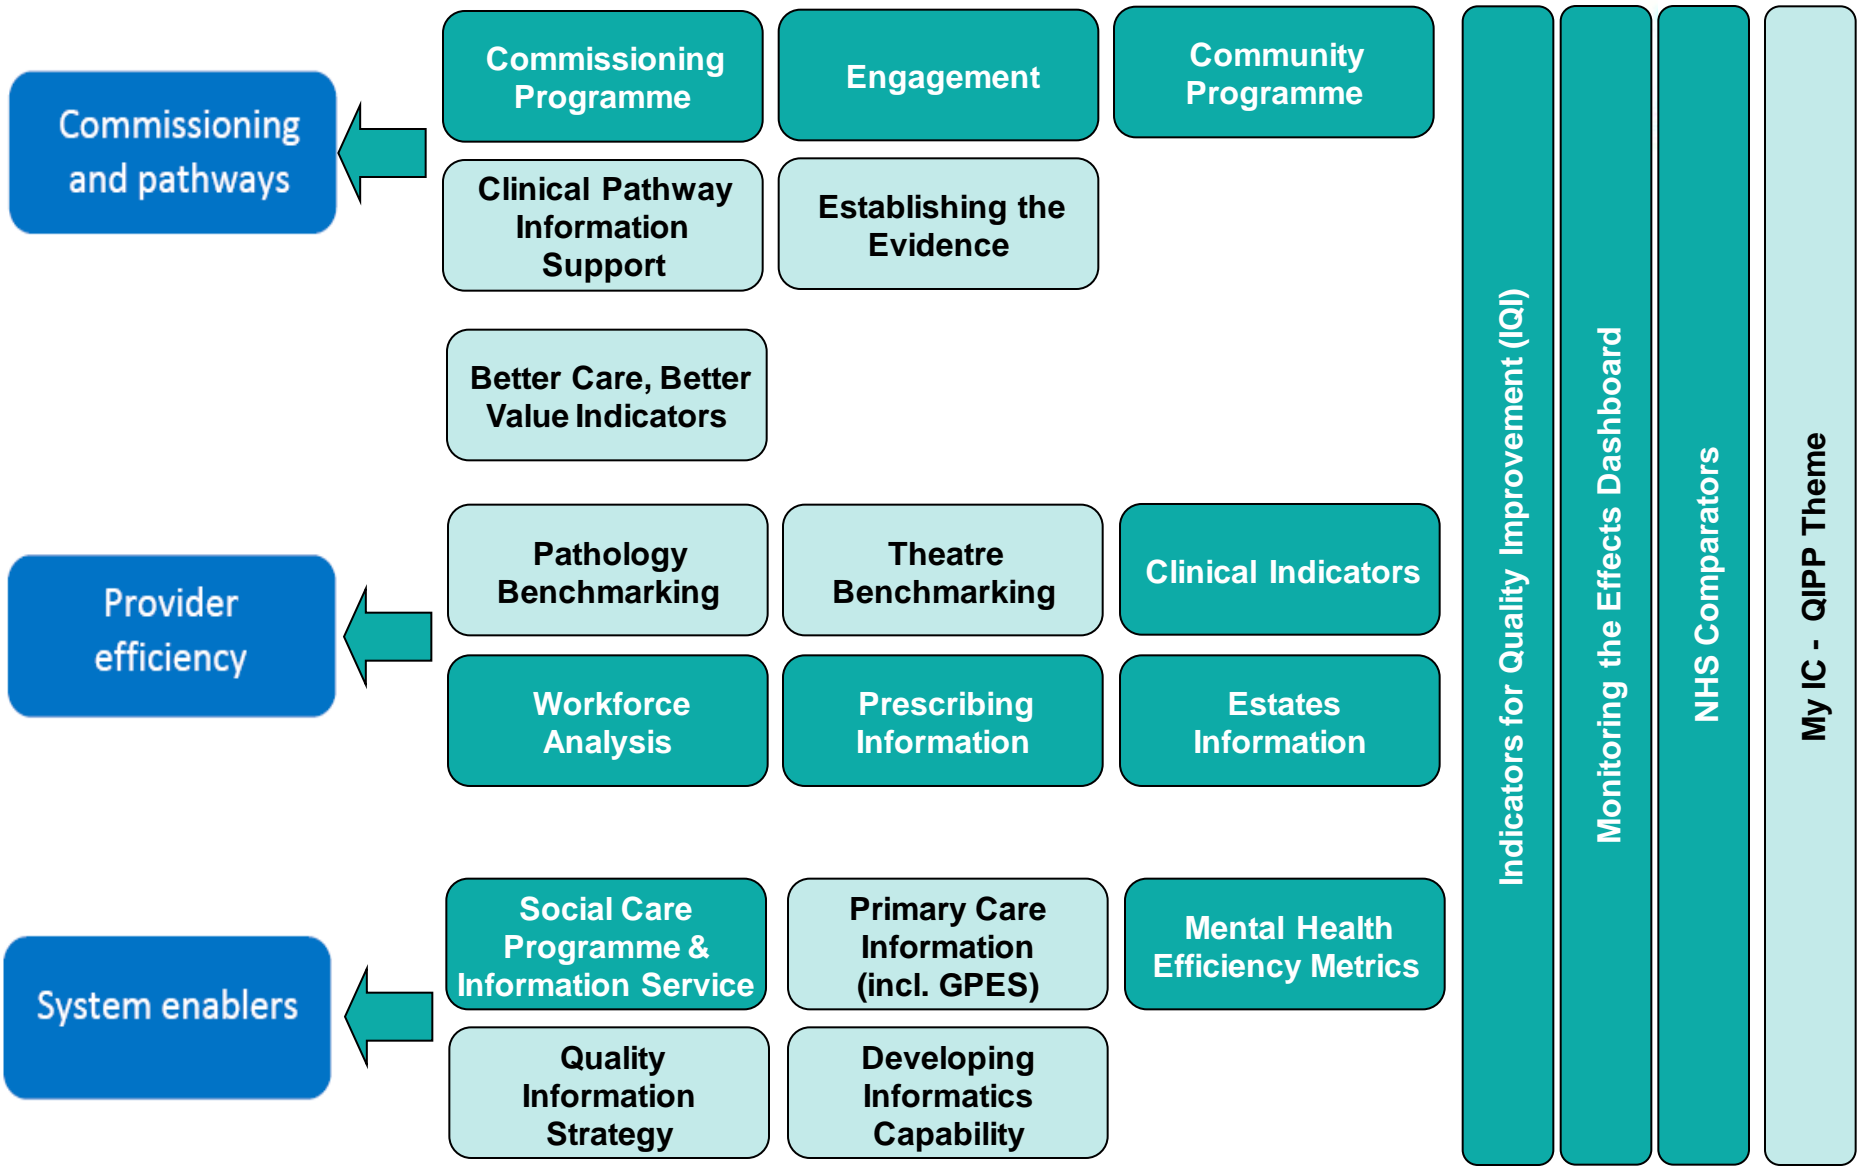 Commissioning
and pathways
Commissioning
Programme
Engagement
Community
Programme
Clinical Pathway
Information
Support
Establishing the
Evidence
Better Care, Better
Value Indicators
Provider
efficiency
Pathology
Benchmarking
Theatre
Benchmarking
Clinical Indicators
Workforce
Analysis
Prescribing
Information
Estates
Information
System enablers
Social Care
Programme &
Information Service
Primary Care
Information
(incl. GPES)
Mental Health
Efficiency Metrics
Quality
Information
Strategy
Developing
Informatics
Capability
Indicators for Quality Improvement (IQI)
Monitoring the Effects Dashboard
NHS Comparators
My IC - QIPP Theme